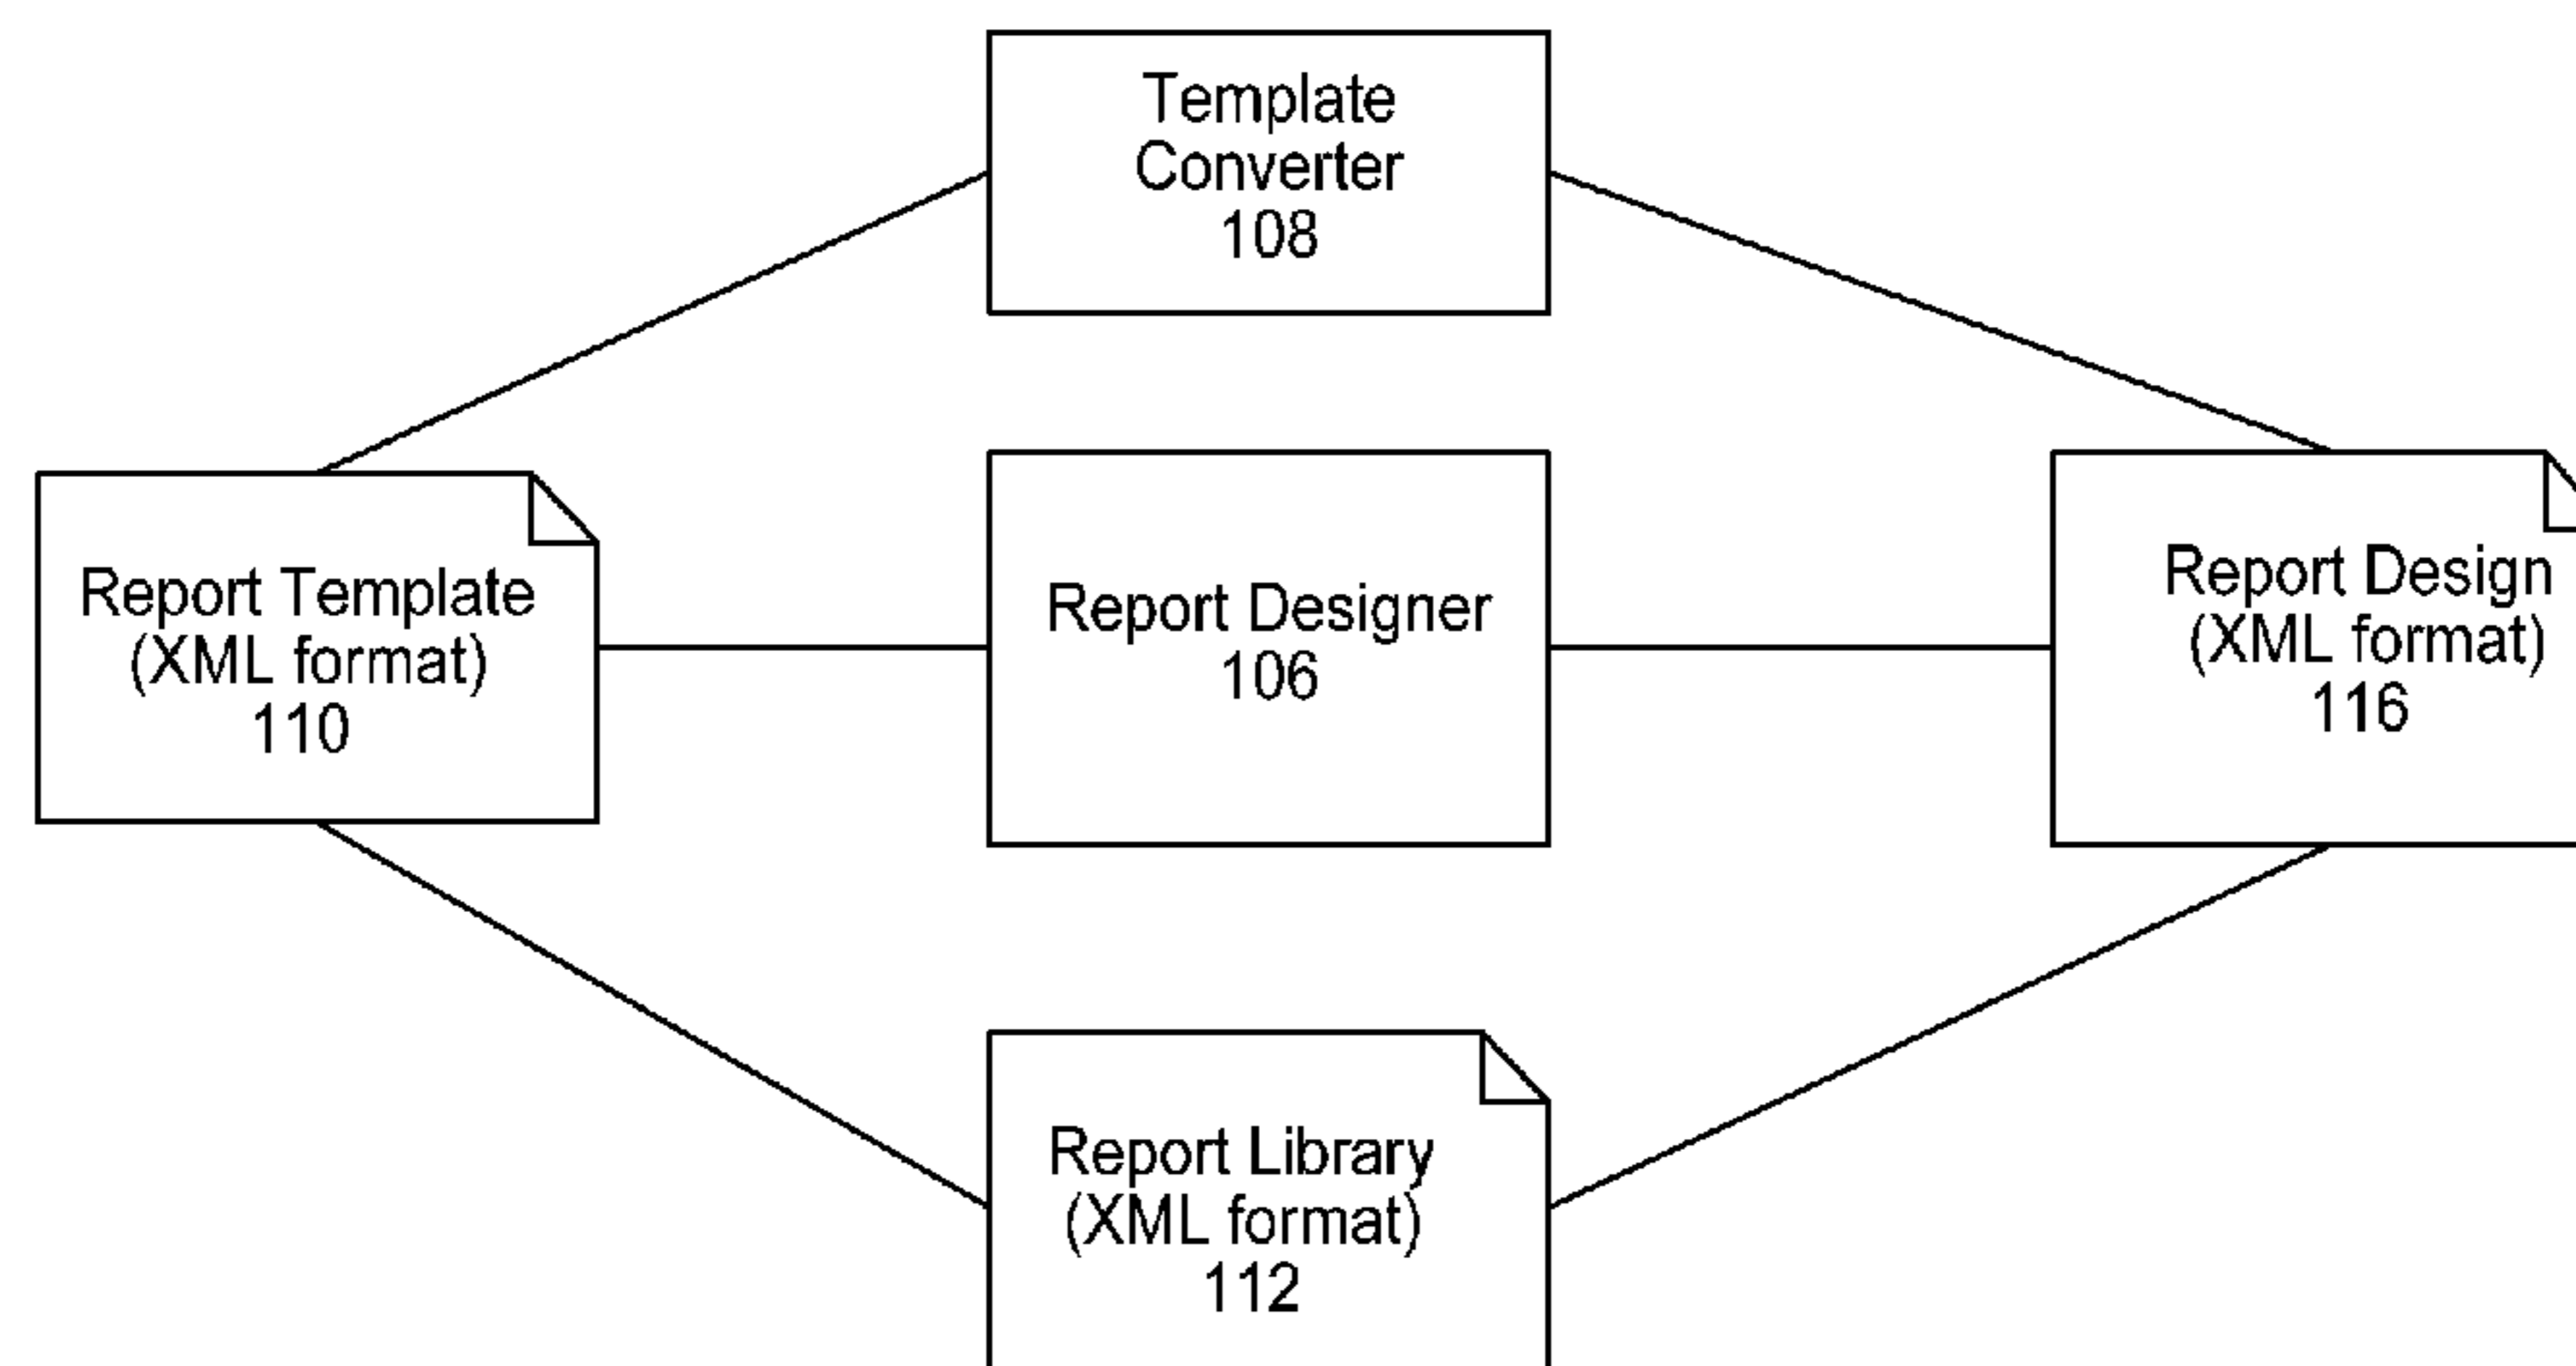 Template
Converter
108
Report Template
(XML format)
110
Report Designer
106
Report Design
(XML format)
116
Report Library
(XML format)
112